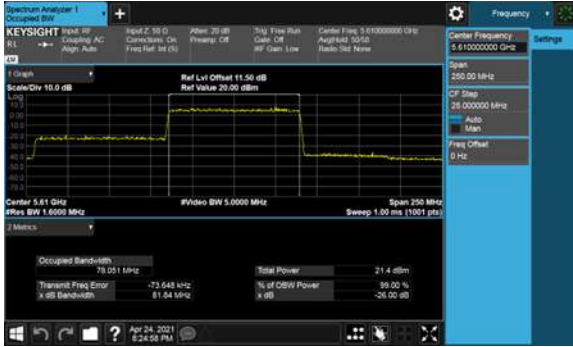 Spectrum Analyzer 1
Occupied BW
+
Frequency
KEYSIGHT
Input: RF
Coupling: AC
Align: Auto
Input Z: 50 Ω
Corrections: On
Freq Ref: Int (S)
Atten: 20 dB
Preamp: Off
Trig: Free Run
Gate: Off
#IF Gain: Low
Center Freq: 5.610000000 GHz
Avg|Hold: 50/50
Radio Std: None
RL
Center Frequency
5.610000000 GHz
Settings
Span
250.00 MHz
CF Step
25.000000 MHz
Auto
Man
Freq Offset
0 Hz
1 Graph
Scale/Div 10.0 dB
Ref Lvl Offset 11.50 dB
Ref Value 20.00 dBm
Log
Center 5.61 GHz
#Video BW 5.0000 MHz
Span 250 MHz
#Res BW 1.6000 MHz
Sweep 1.00 ms (1001 pts)
2 Metrics
Occupied Bandwidth
78.051 MHz
Total Power
21.4 dBm
Transmit Freq Error
-73.648 kHz
% of OBW Power
99.00 %
x dB Bandwidth
81.84 MHz
x dB
-26.00 dB
?
Apr 24, 2021
6:24:58 PM